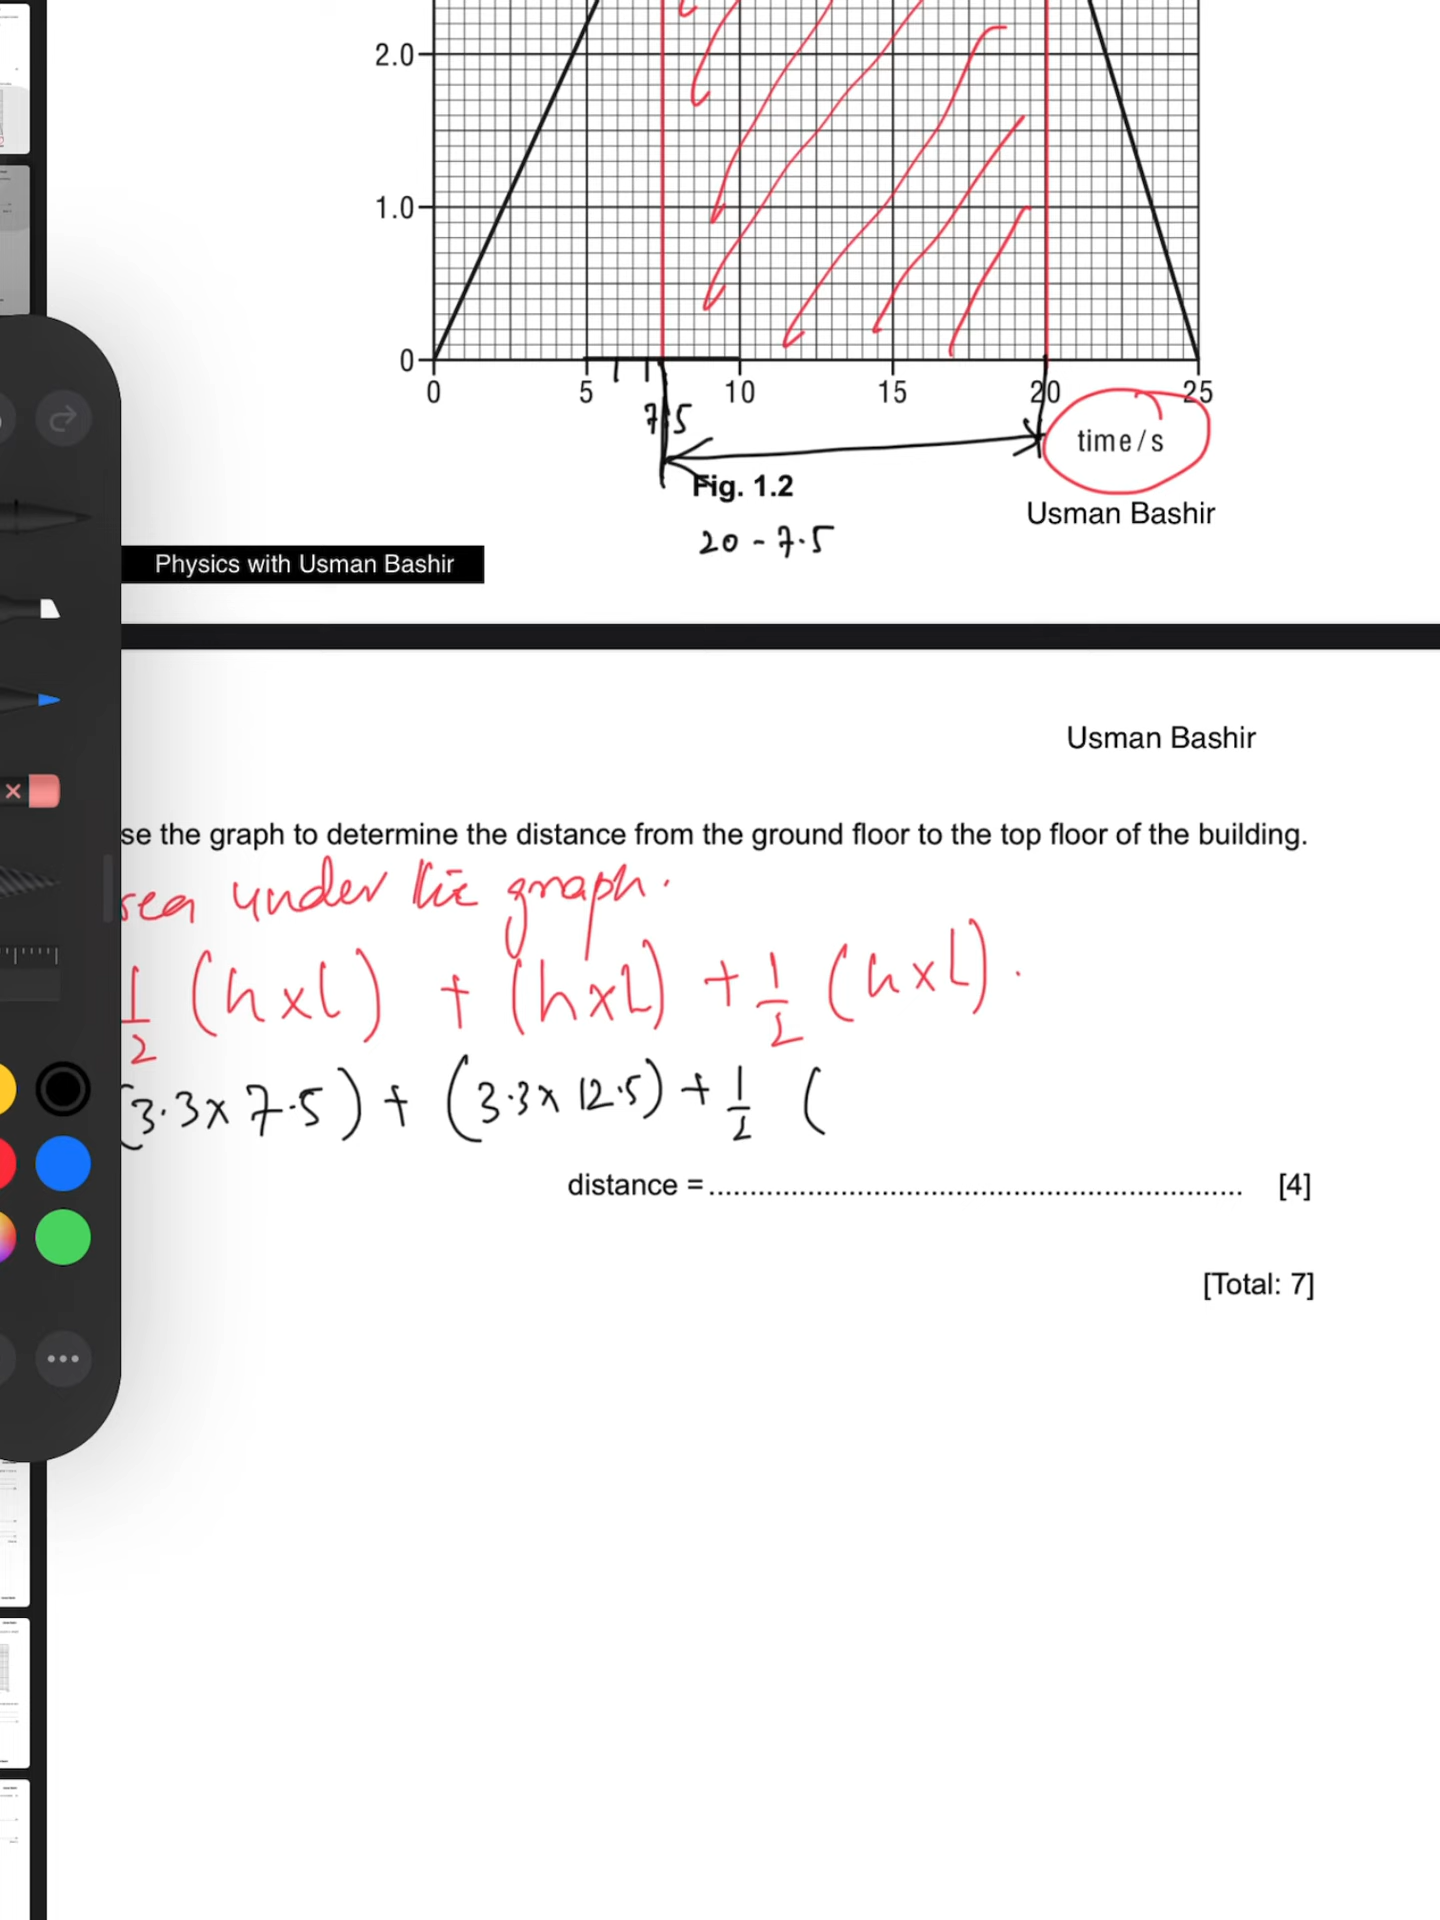 2.0
1.0
0
0 5 10 15 20 25
7.5
time/s
Fig. 1.2
Usman Bashir
20 - 7.5
Physics with Usman Bashir
Usman Bashir
se the graph to determine the distance from the ground floor to the top floor of the building.
rea under the graph.
1/2 (h×L) + (h×L) + 1/2 (h×L).
(3.3×7.5) + (3.3×12.5) + 1/2 (
distance = ................................................................ [4]
[Total: 7]